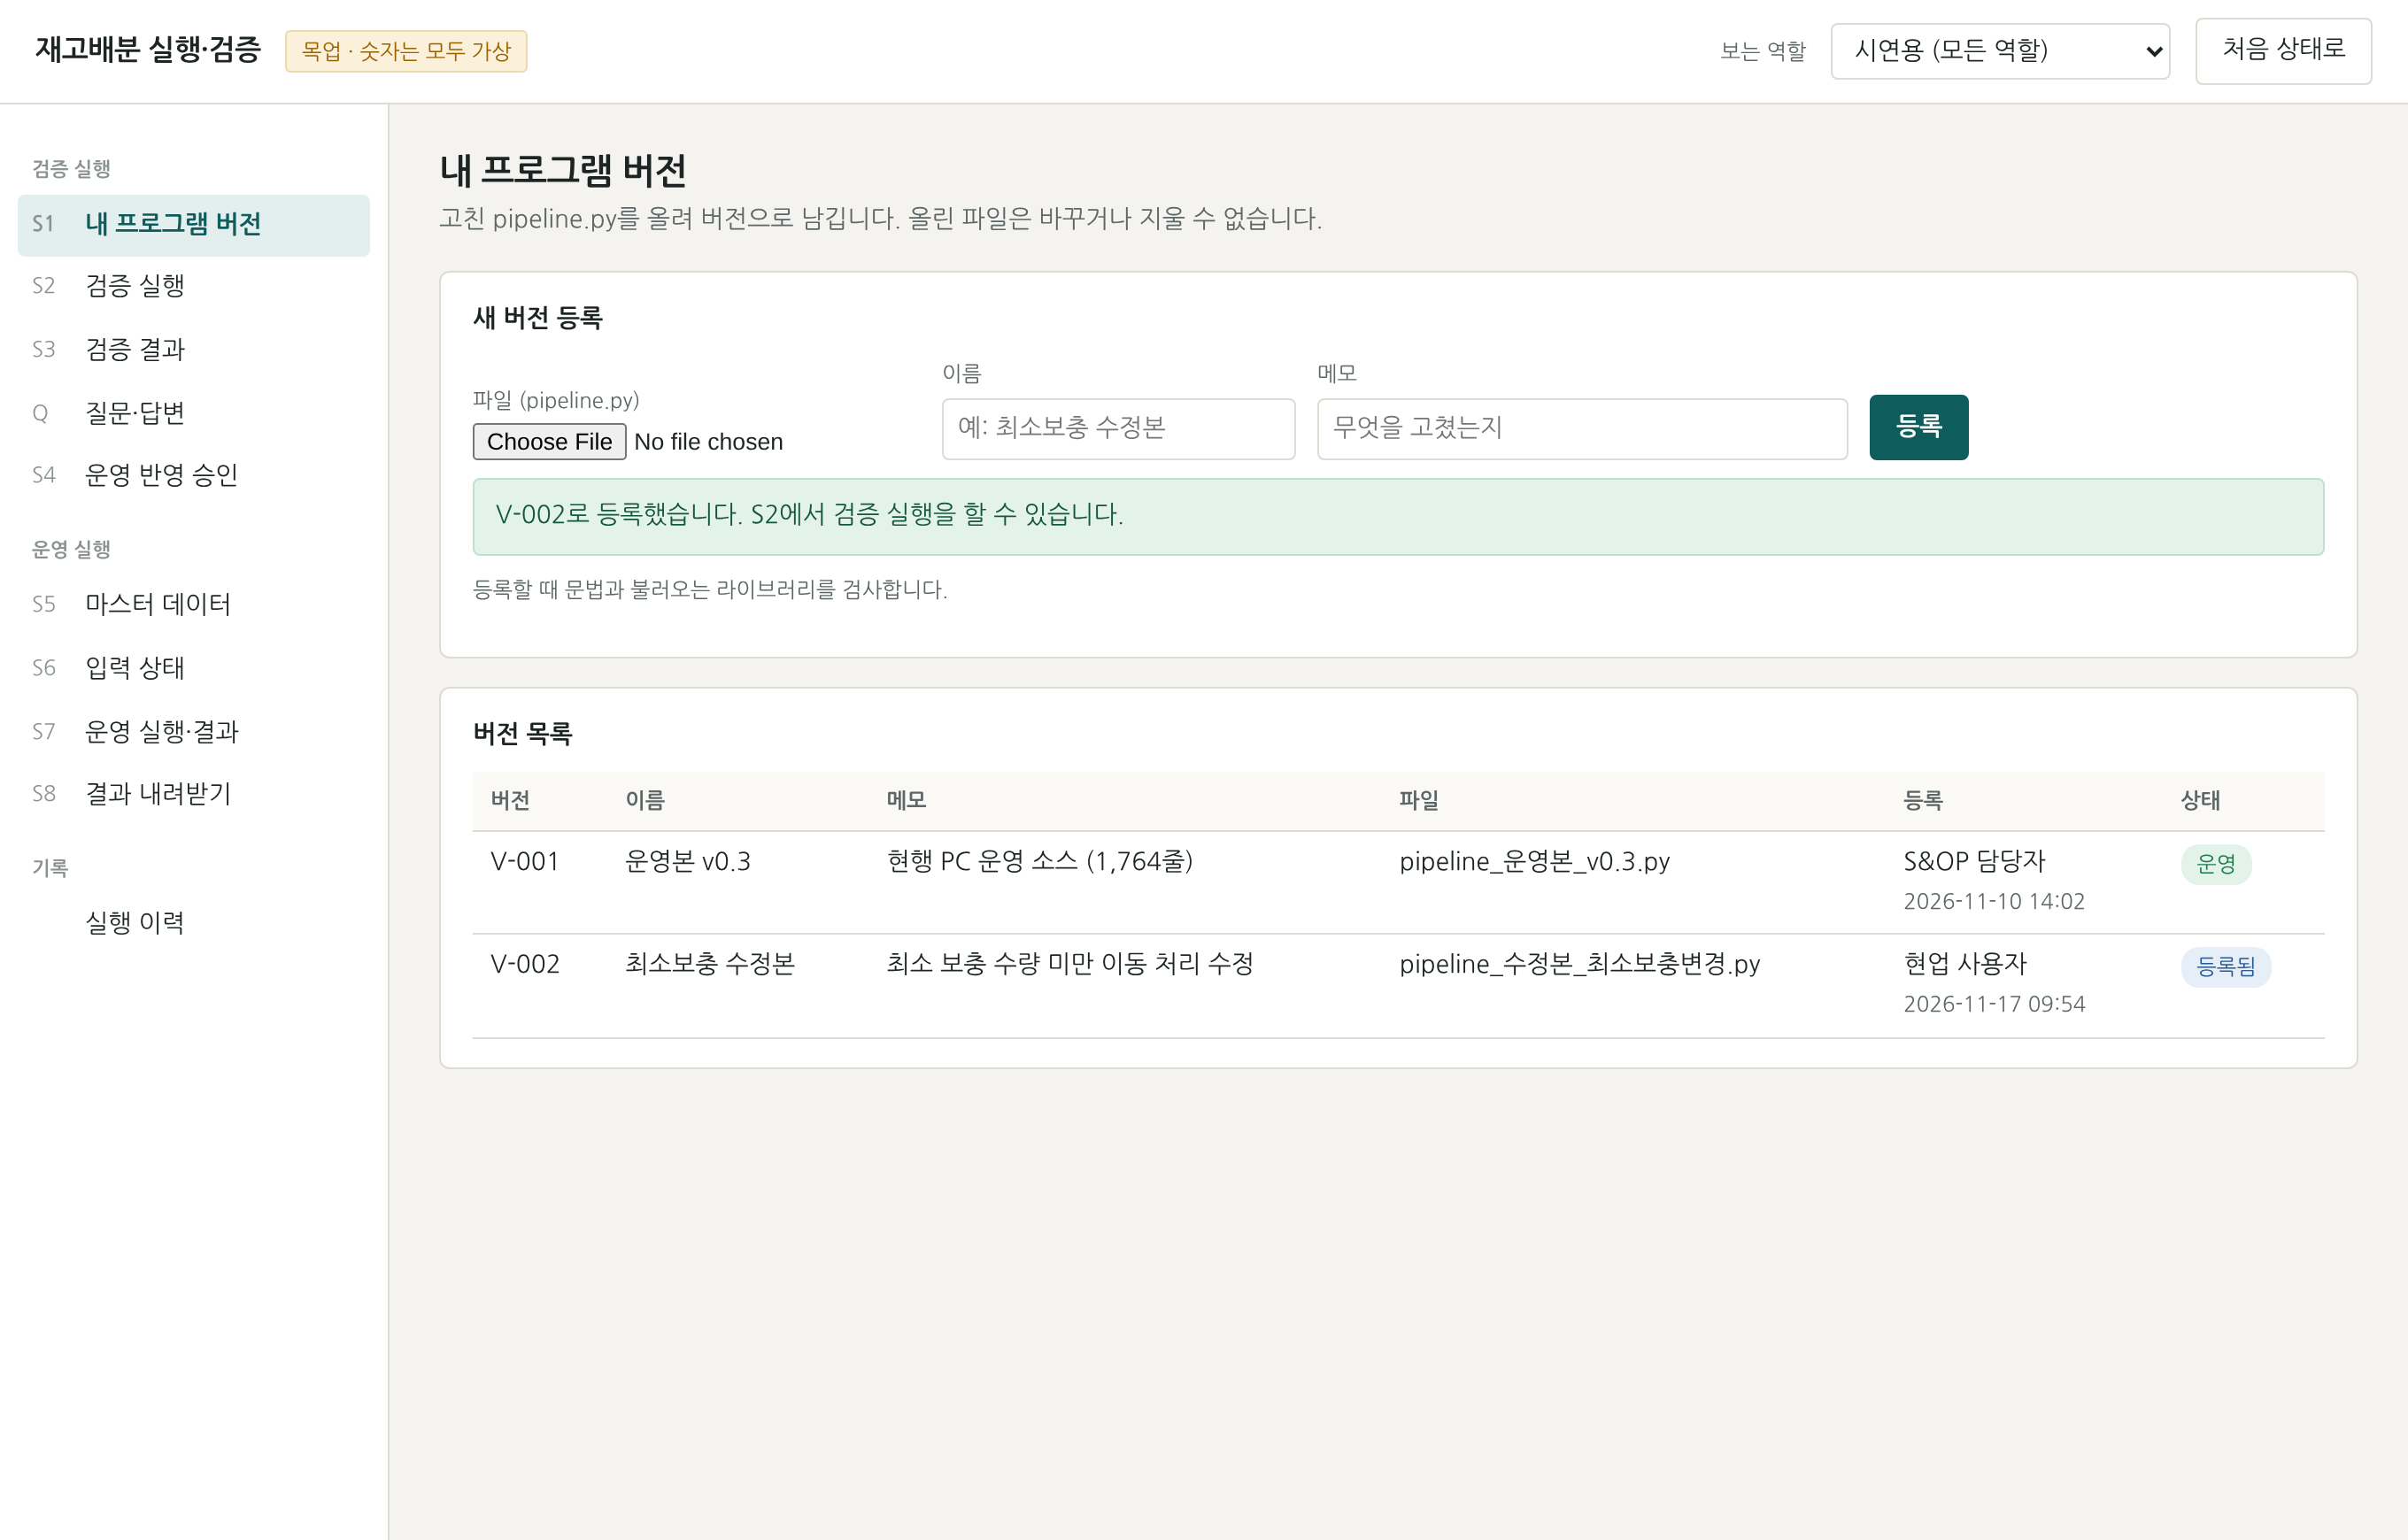 재고배분 실행·검증
목업 · 숫자는 모두 가상
보는 역할
시연용 (모든 역할)
처음 상태로
검증 실행
S1 내 프로그램 버전
S2 검증 실행
S3 검증 결과
Q 질문·답변
S4 운영 반영 승인
운영 실행
S5 마스터 데이터
S6 입력 상태
S7 운영 실행·결과
S8 결과 내려받기
기록
실행 이력
내 프로그램 버전
고친 pipeline.py를 올려 버전으로 남깁니다. 올린 파일은 바꾸거나 지울 수 없습니다.
새 버전 등록
파일 (pipeline.py)
Choose File No file chosen
이름
예: 최소보충 수정본
메모
무엇을 고쳤는지
등록
V-002로 등록했습니다. S2에서 검증 실행을 할 수 있습니다.
등록할 때 문법과 불러오는 라이브러리를 검사합니다.
버전 목록
버전 이름 메모 파일 등록 상태
V-001 운영본 v0.3 현행 PC 운영 소스 (1,764줄) pipeline_운영본_v0.3.py S&OP 담당자 운영
2026-11-10 14:02
V-002 최소보충 수정본 최소 보충 수량 미만 이동 처리 수정 pipeline_수정본_최소보충변경.py 현업 사용자 등록됨
2026-11-17 09:54